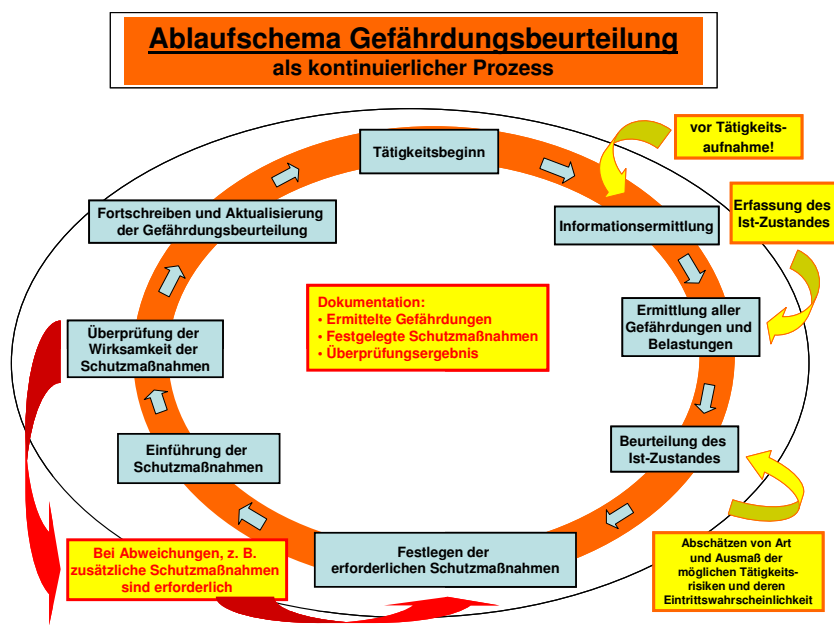 Ablaufschema Gefährdungsbeurteilung
als kontinuierlicher Prozess
Tätigkeitsbeginn
vor Tätigkeits-
aufnahme!
Informationsermittlung
Erfassung des
Ist-Zustandes
Ermittlung aller
Gefährdungen und
Belastungen
Beurteilung des
Ist-Zustandes
Abschätzen von Art
und Ausmaß der
möglichen Tätigkeits-
risiken und deren
Eintrittswahrscheinlichkeit
Festlegen der
erforderlichen Schutzmaßnahmen
Einführung der
Schutzmaßnahmen
Überprüfung der
Wirksamkeit der
Schutzmaßnahmen
Bei Abweichungen, z. B.
zusätzliche Schutzmaßnahmen
sind erforderlich
Fortschreiben und Aktualisierung
der Gefährdungsbeurteilung
Dokumentation:
• Ermittelte Gefährdungen
• Festgelegte Schutzmaßnahmen
• Überprüfungsergebnis